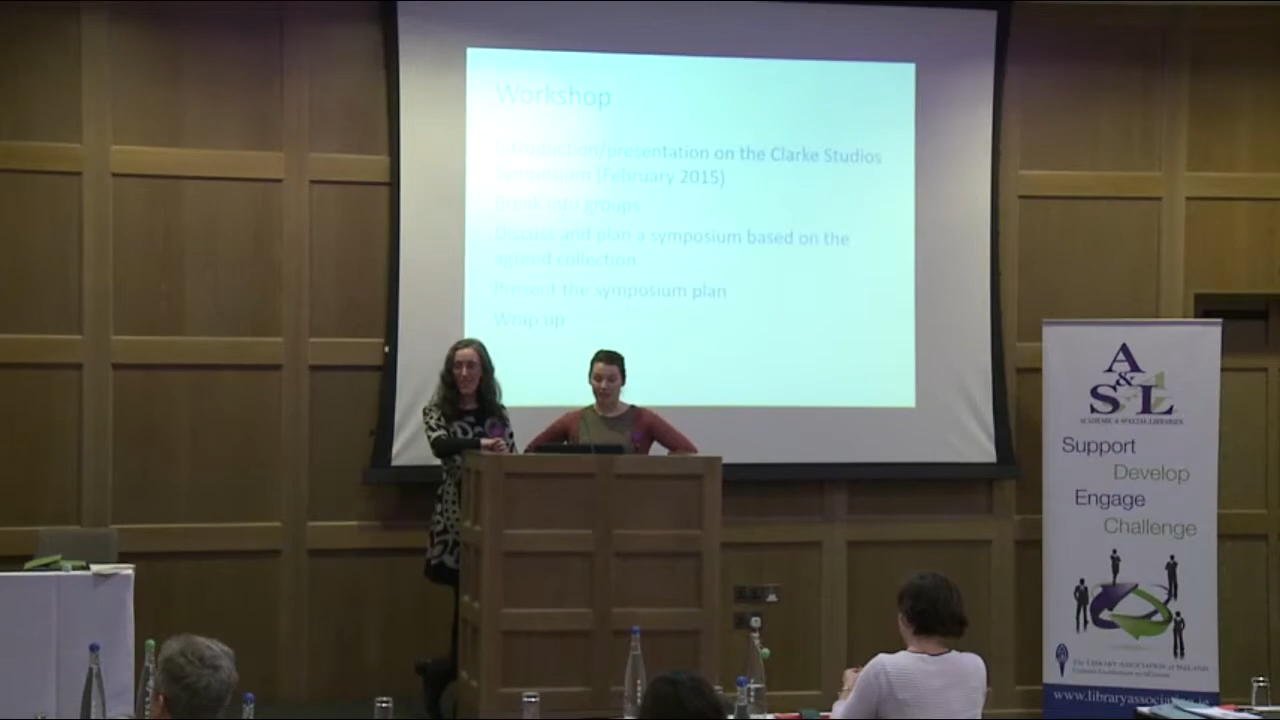 Workshop
Introduction/presentation on the Clarke Studios
Symposium (February 2015)
Break into groups
Discuss and plan a symposium based on the
agreed collection
Present the symposium plan
Wrap up
A
&
S L
ACADEMIC & SPECIAL LIBRARIES
Support
Develop
Engage
Challenge
The LIBRARY ASSOCIATION of IRELAND
www.libraryassociation.ie